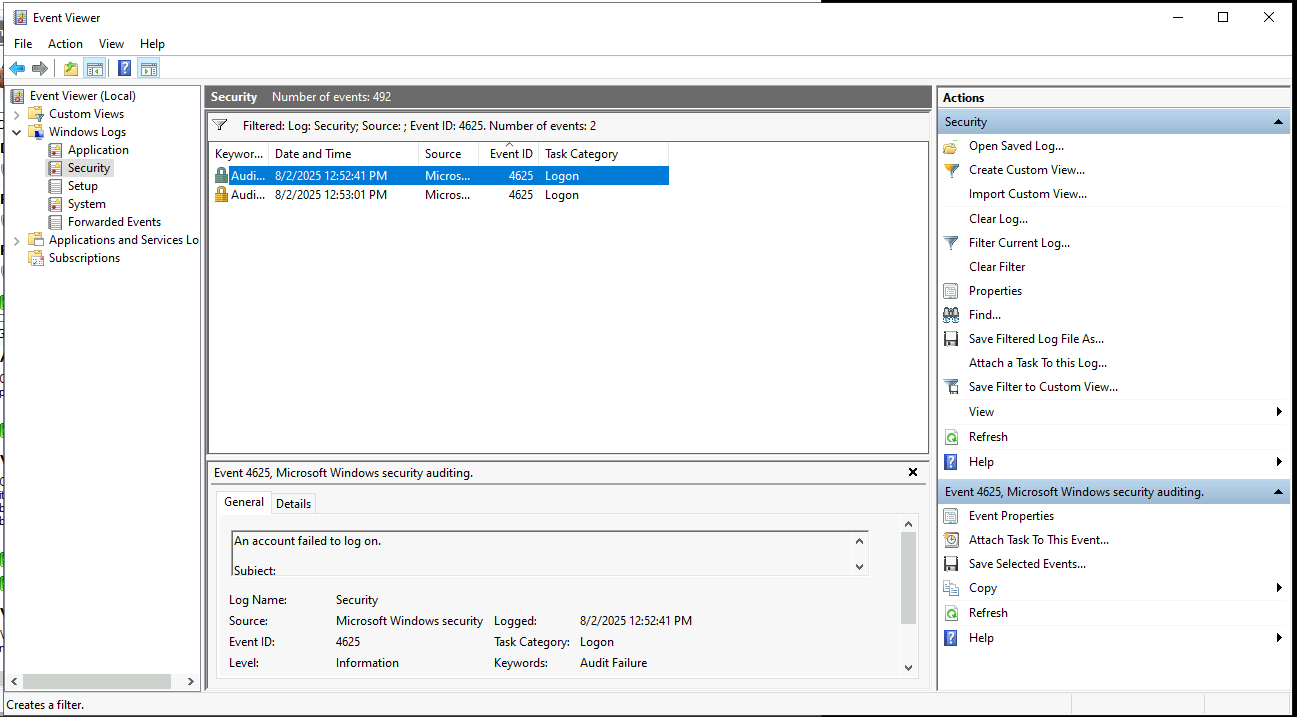 Event Viewer
File Action View Help
Event Viewer (Local)
Custom Views
Windows Logs
Application
Security
Setup
System
Forwarded Events
Applications and Services Lo
Subscriptions
Security Number of events: 492
Filtered: Log: Security; Source: ; Event ID: 4625. Number of events: 2
Keywor... Date and Time Source Event ID Task Category
Audi... 8/2/2025 12:52:41 PM Micros... 4625 Logon
Audi... 8/2/2025 12:53:01 PM Micros... 4625 Logon
Event 4625, Microsoft Windows security auditing.
General Details
An account failed to log on.
Subject:
Log Name: Security
Source: Microsoft Windows security Logged: 8/2/2025 12:52:41 PM
Event ID: 4625 Task Category: Logon
Level: Information Keywords: Audit Failure
Actions
Security
Open Saved Log...
Create Custom View...
Import Custom View...
Clear Log...
Filter Current Log...
Clear Filter
Properties
Find...
Save Filtered Log File As...
Attach a Task To this Log...
Save Filter to Custom View...
View
Refresh
Help
Event 4625, Microsoft Windows security auditing.
Event Properties
Attach Task To This Event...
Save Selected Events...
Copy
Refresh
Help
Creates a filter.